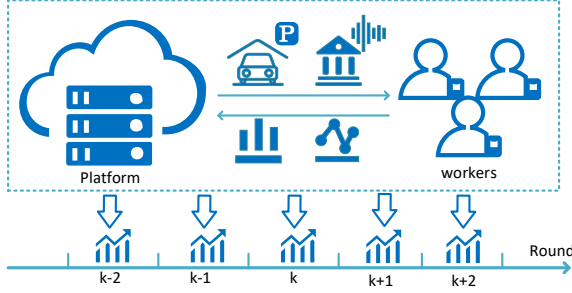 P
Platform
workers
Round
k-2
k-1
k
k+1
k+2